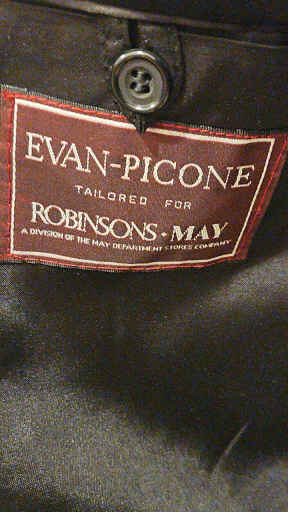 EVAN-PICONE
TAILORED FOR
ROBINSONS·MAY
A DIVISION OF THE MAY DEPARTMENT STORES COMPANY